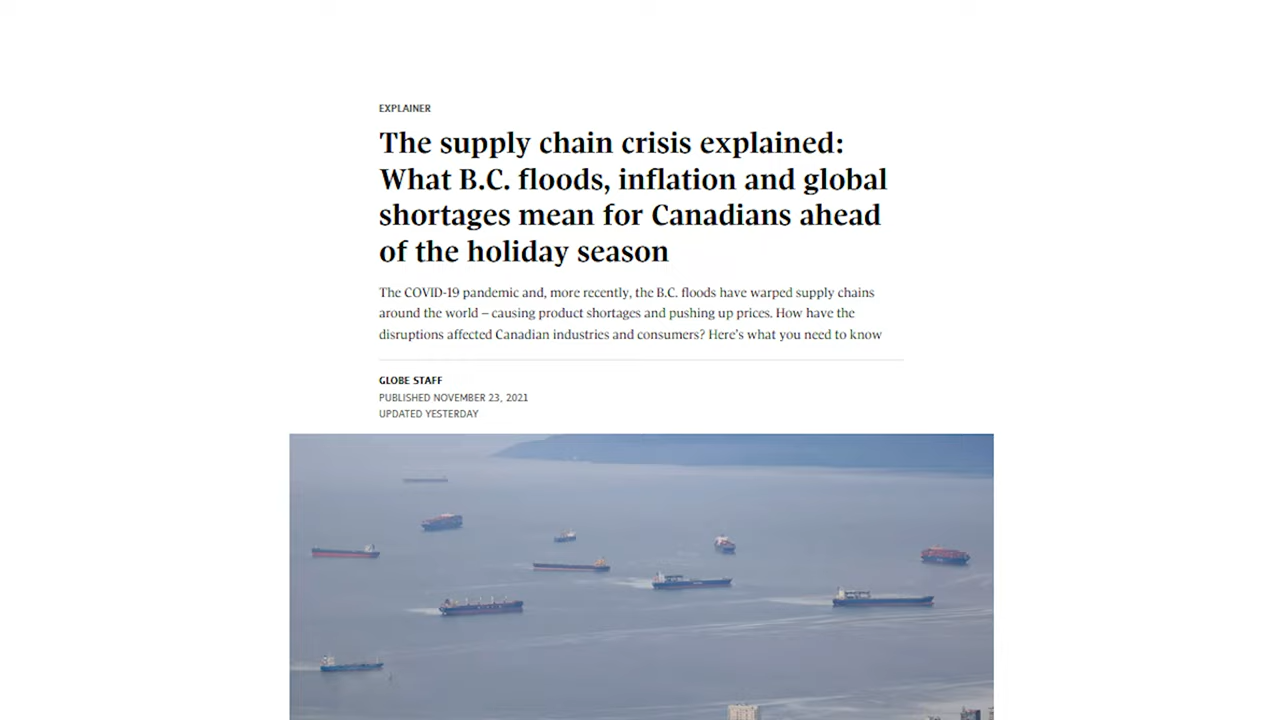 EXPLAINER
The supply chain crisis explained:
What B.C. floods, inflation and global
shortages mean for Canadians ahead
of the holiday season
The COVID-19 pandemic and, more recently, the B.C. floods have warped supply chains
around the world – causing product shortages and pushing up prices. How have the
disruptions affected Canadian industries and consumers? Here's what you need to know
GLOBE STAFF
PUBLISHED NOVEMBER 23, 2021
UPDATED YESTERDAY